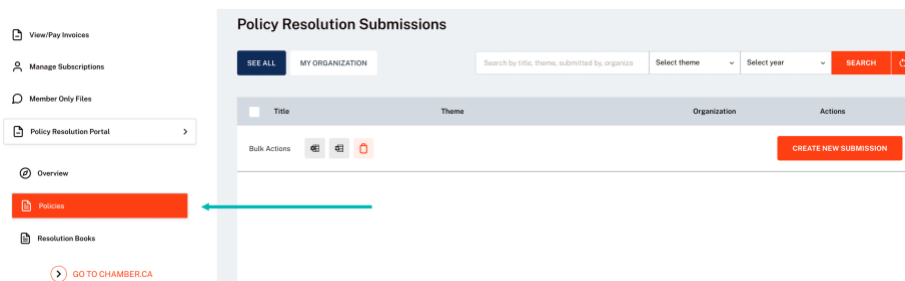 View/Pay Invoices
Manage Subscriptions
Member Only Files
Policy Resolution Portal
Overview
Policies
Resolution Books
GO TO CHAMBER.CA
Policy Resolution Submissions
SEE ALL MY ORGANIZATION Search by title, theme, submitted by, organiza Select theme Select year SEARCH
Title Theme Organization Actions
Bulk Actions CREATE NEW SUBMISSION